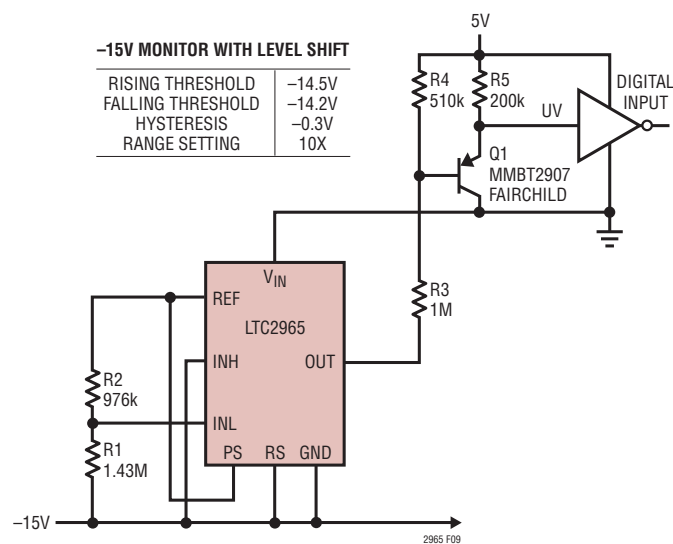 5V
–15V MONITOR WITH LEVEL SHIFT
RISING THRESHOLD –14.5V
FALLING THRESHOLD –14.2V
HYSTERESIS –0.3V
RANGE SETTING 10X
R4
510k
R5
200k
UV
DIGITAL
INPUT
Q1
MMBT2907
FAIRCHILD
VIN
REF
LTC2965
INH
OUT
INL
PS RS GND
R3
1M
R2
976k
R1
1.43M
–15V
2965 F09